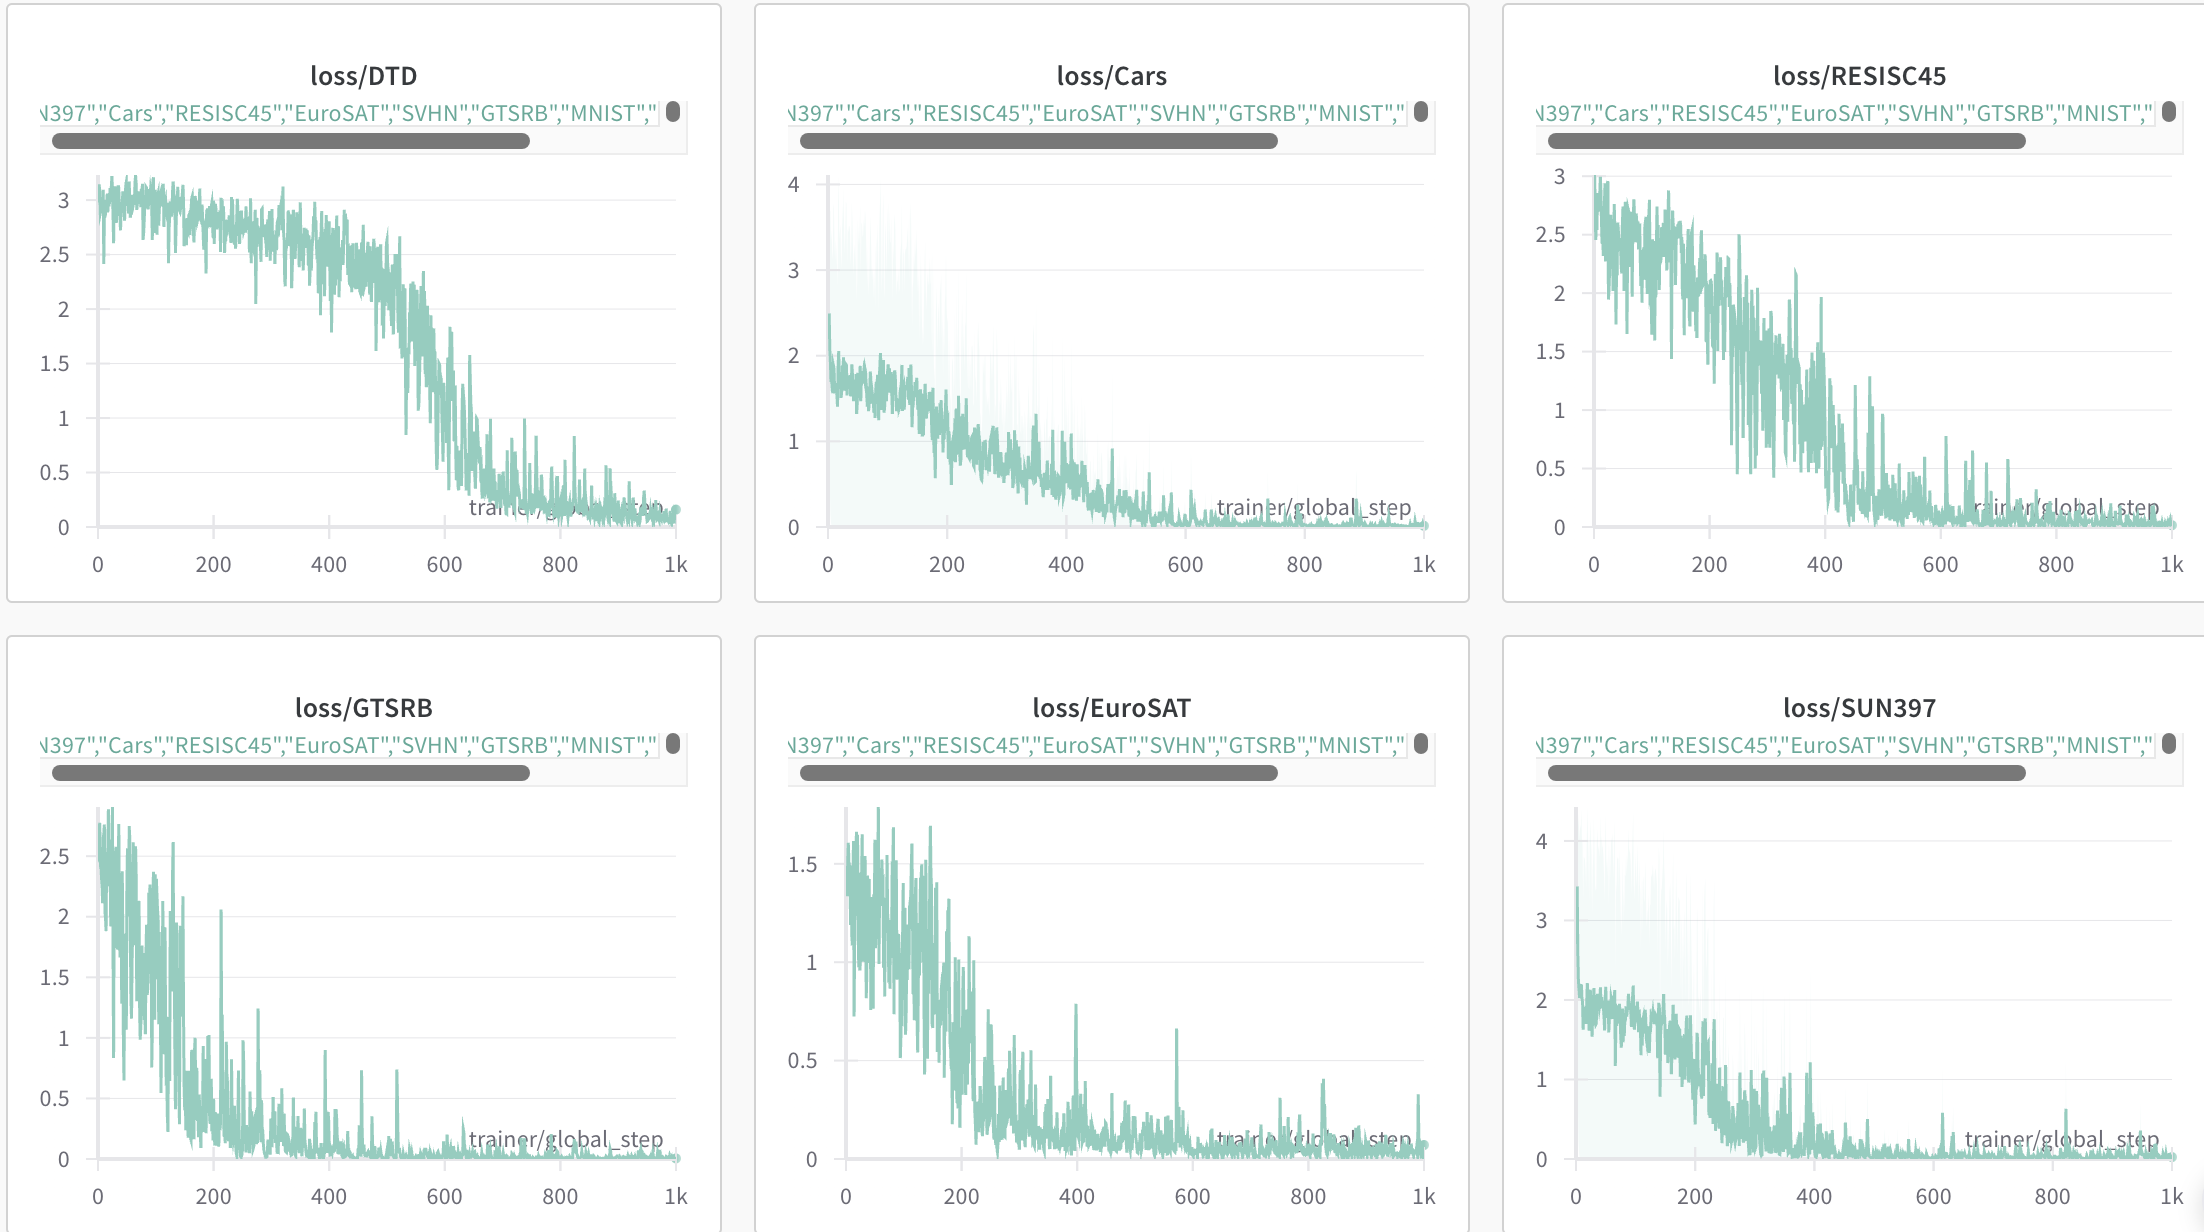 loss/DTD
N397","Cars","RESISC45","EuroSAT","SVHN","GTSRB","MNIST","
3
2.5
2
1.5
1
0.5
0
trainer/global_step
0 200 400 600 800 1k
loss/Cars
N397","Cars","RESISC45","EuroSAT","SVHN","GTSRB","MNIST","
4
3
2
1
0
trainer/global_step
0 200 400 600 800 1k
loss/RESISC45
N397","Cars","RESISC45","EuroSAT","SVHN","GTSRB","MNIST","
3
2.5
2
1.5
1
0.5
0
trainer/global_step
0 200 400 600 800 1k
loss/GTSRB
N397","Cars","RESISC45","EuroSAT","SVHN","GTSRB","MNIST","
2.5
2
1.5
1
0.5
0
trainer/global_step
0 200 400 600 800 1k
loss/EuroSAT
N397","Cars","RESISC45","EuroSAT","SVHN","GTSRB","MNIST","
1.5
1
0.5
0
trainer/global_step
0 200 400 600 800 1k
loss/SUN397
N397","Cars","RESISC45","EuroSAT","SVHN","GTSRB","MNIST","
4
3
2
1
0
trainer/global_step
0 200 400 600 800 1k